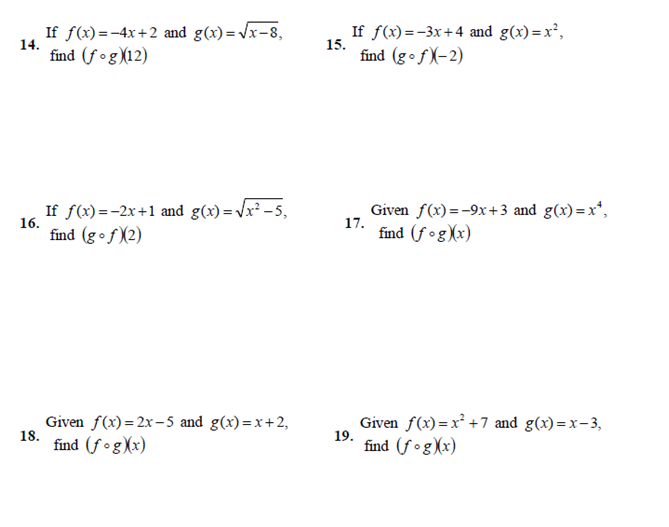 14. If f(x)=-4x+2 and g(x)=√x-8,
find (f∘g)(12)
15. If f(x)=-3x+4 and g(x)=x²,
find (g∘f)(-2)
16. If f(x)=-2x+1 and g(x)=√x²-5,
find (g∘f)(2)
17. Given f(x)=-9x+3 and g(x)=x⁴,
find (f∘g)(x)
18. Given f(x)=2x-5 and g(x)=x+2,
find (f∘g)(x)
19. Given f(x)=x²+7 and g(x)=x-3,
find (f∘g)(x)